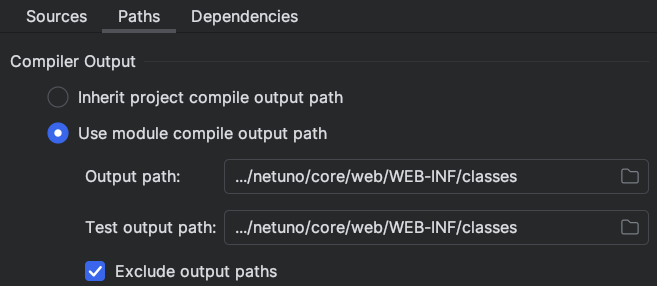 Sources Paths Dependencies
Compiler Output
Inherit project compile output path
Use module compile output path
Output path: .../netuno/core/web/WEB-INF/classes
Test output path: .../netuno/core/web/WEB-INF/classes
Exclude output paths